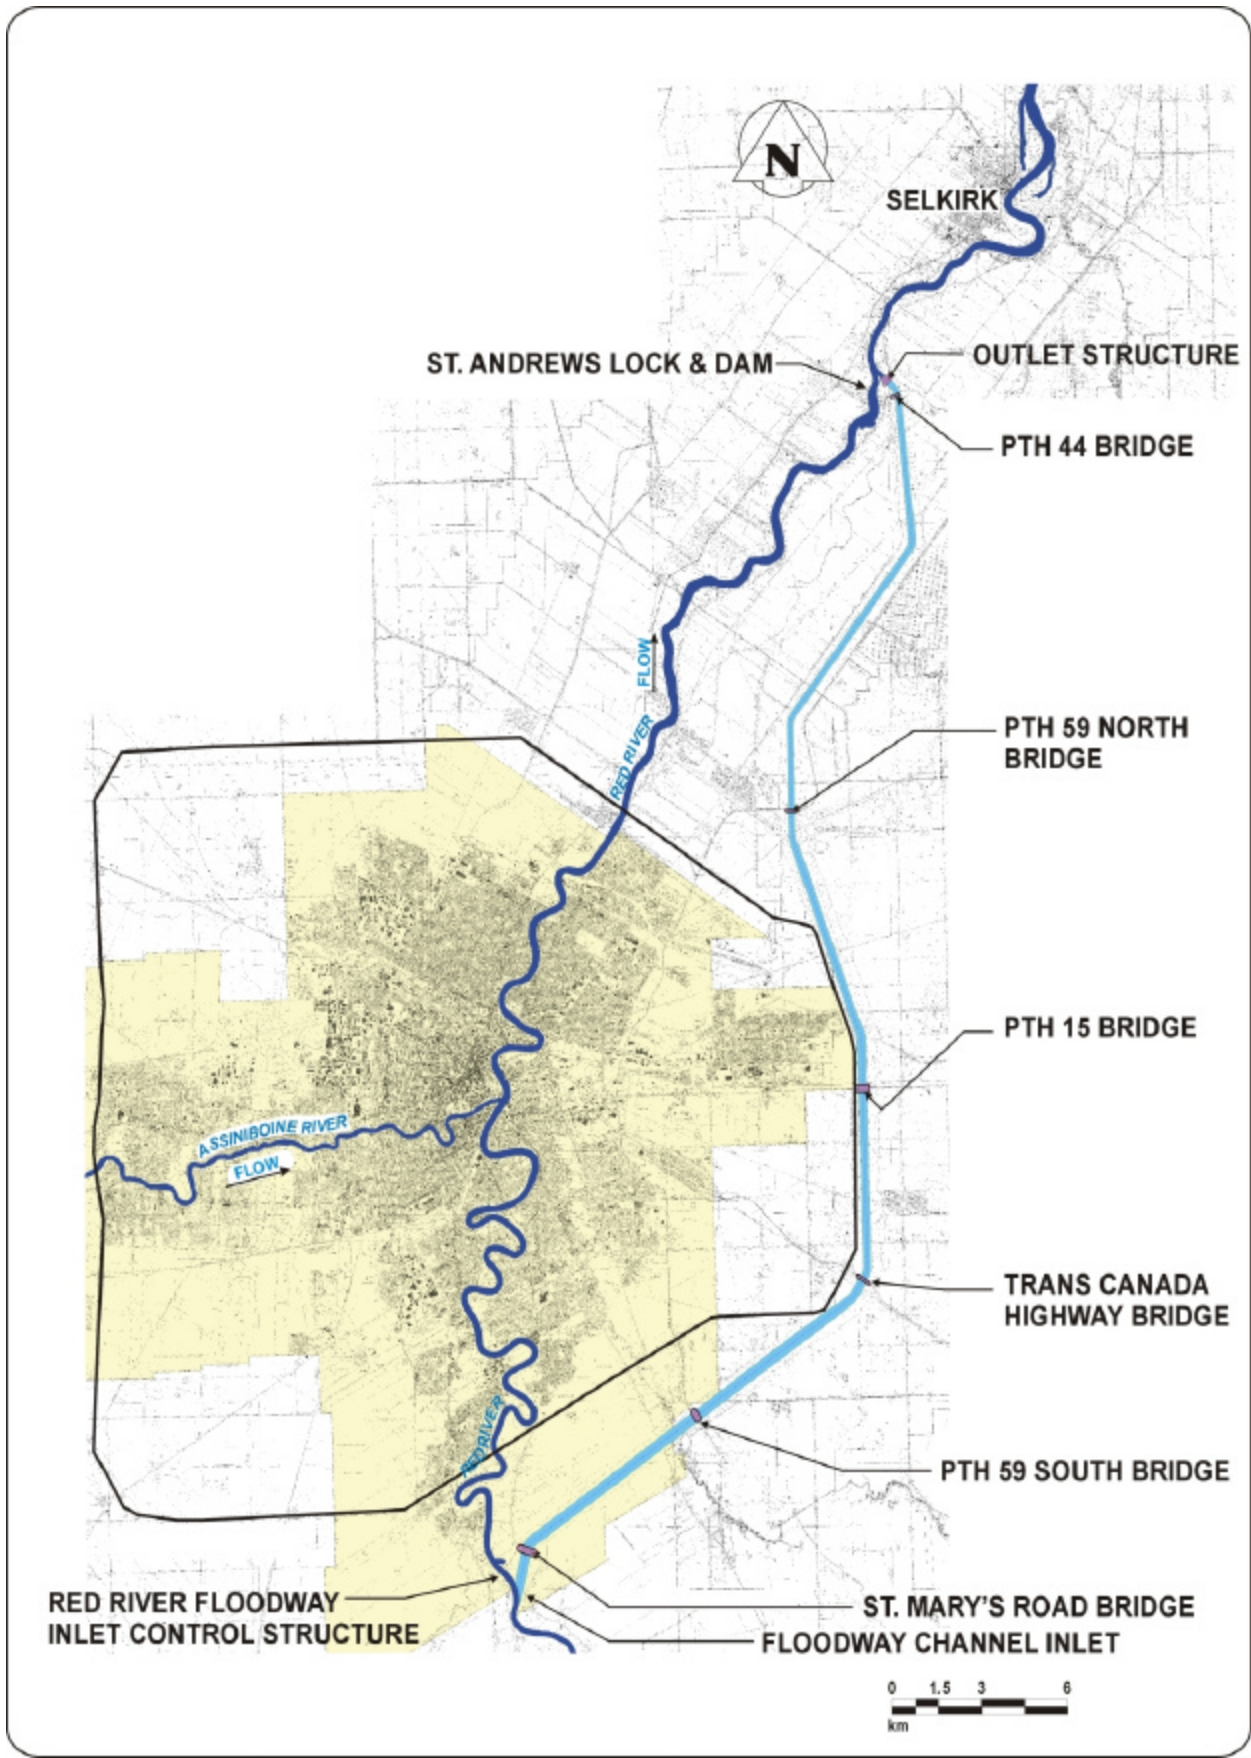 N
SELKIRK
ST. ANDREWS LOCK & DAM
OUTLET STRUCTURE
PTH 44 BRIDGE
FLOW
RED RIVER
PTH 59 NORTH
BRIDGE
PTH 15 BRIDGE
ASSINIBOINE RIVER
FLOW
TRANS CANADA
HIGHWAY BRIDGE
RED RIVER
PTH 59 SOUTH BRIDGE
RED RIVER FLOODWAY
INLET CONTROL STRUCTURE
ST. MARY'S ROAD BRIDGE
FLOODWAY CHANNEL INLET
0 1.5 3 6
km